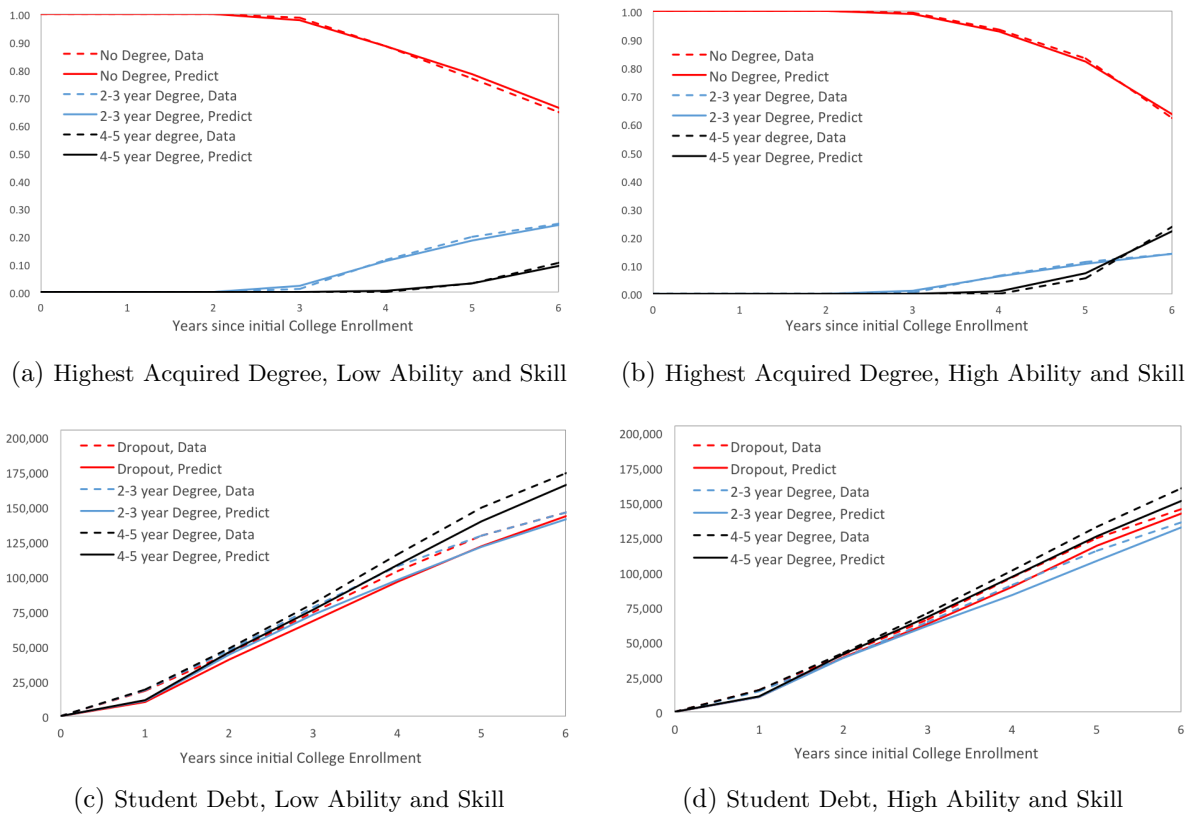 1.00
0.90
0.80
0.70
0.60
0.50
0.40
0.30
0.20
0.10
0.00
No Degree, Data
No Degree, Predict
2-3 year Degree, Data
2-3 year Degree, Predict
4-5 year degree, Data
4-5 year Degree, Predict
0 1 2 3 4 5 6
Years since initial College Enrollment
(a) Highest Acquired Degree, Low Ability and Skill
1.00
0.90
0.80
0.70
0.60
0.50
0.40
0.30
0.20
0.10
0.00
No Degree, Data
No Degree, Predict
2-3 year Degree, Data
2-3 year Degree, Predict
4-5 year degree, Data
4-5 year Degree, Predict
0 1 2 3 4 5 6
Years since initial College Enrollment
(b) Highest Acquired Degree, High Ability and Skill
200,000
175,000
150,000
125,000
100,000
75,000
50,000
25,000
0
Dropout, Data
Dropout, Predict
2-3 year Degree, Data
2-3 year Degree, Predict
4-5 year Degree, Data
4-5 year Degree, Predict
0 1 2 3 4 5 6
Years since initial College Enrollment
(c) Student Debt, Low Ability and Skill
200,000
175,000
150,000
125,000
100,000
75,000
50,000
25,000
0
Dropout, Data
Dropout, Predict
2-3 year Degree, Data
2-3 year Degree, Predict
4-5 year Degree, Data
4-5 year Degree, Predict
0 1 2 3 4 5 6
Years since initial College Enrollment
(d) Student Debt, High Ability and Skill